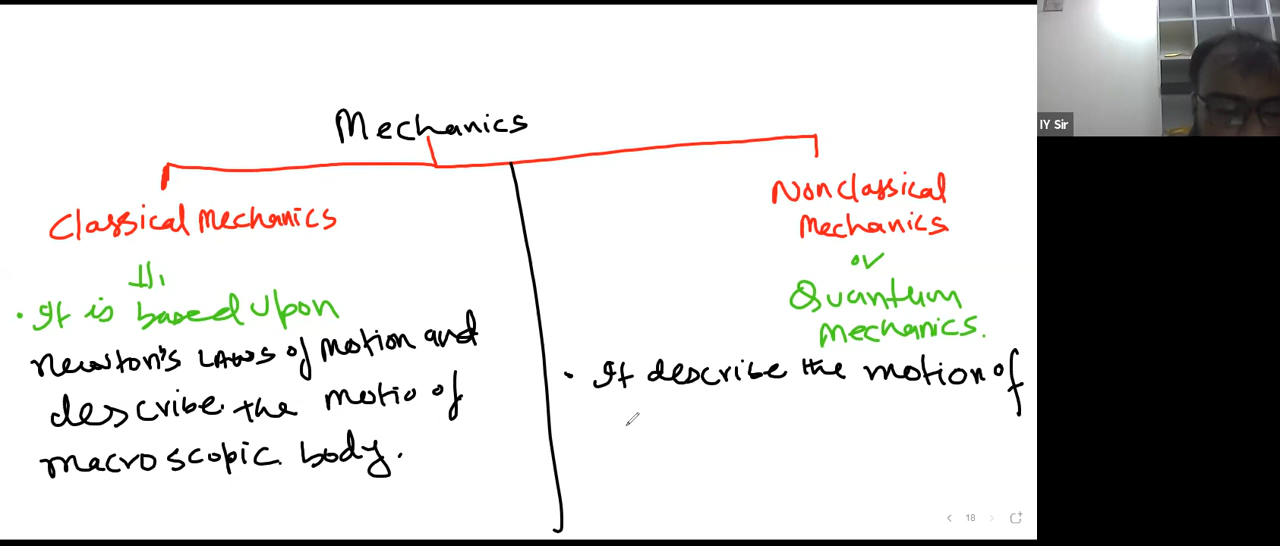 Mechanics
Classical Mechanics
• It is based upon
Newton's Laws of motion and
describe the motio of
macroscopic body.
Nonclassical
Mechanics
or
Quantum
mechanics.
• It describe the motion of
IY Sir
18